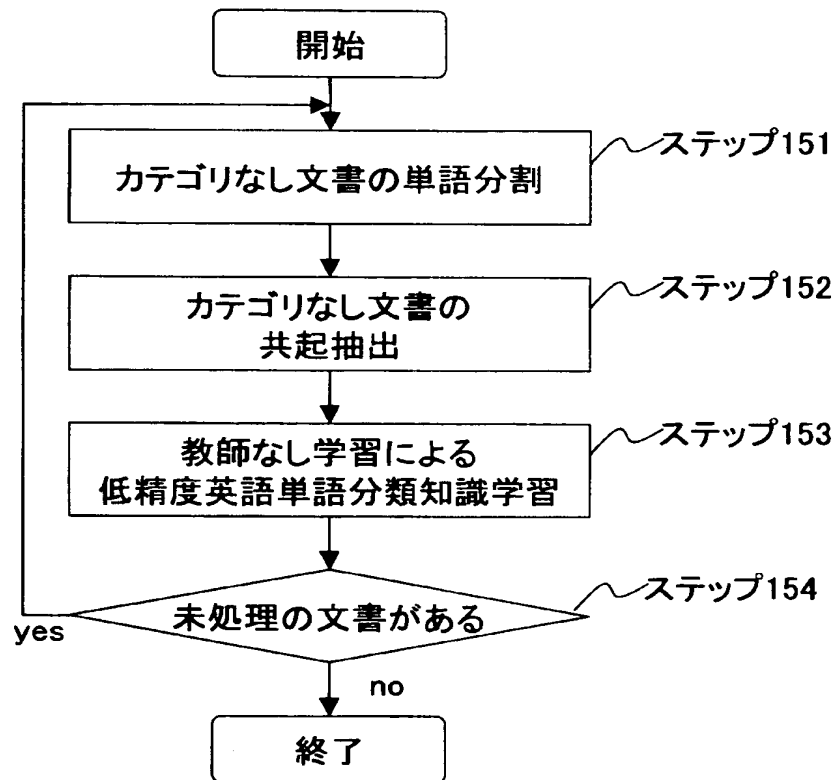 開始
カテゴリなし文書の単語分割
ステップ151
カテゴリなし文書の
共起抽出
ステップ152
教師なし学習による
低精度英語単語分類知識学習
ステップ153
未処理の文書がある
ステップ154
yes
no
終了